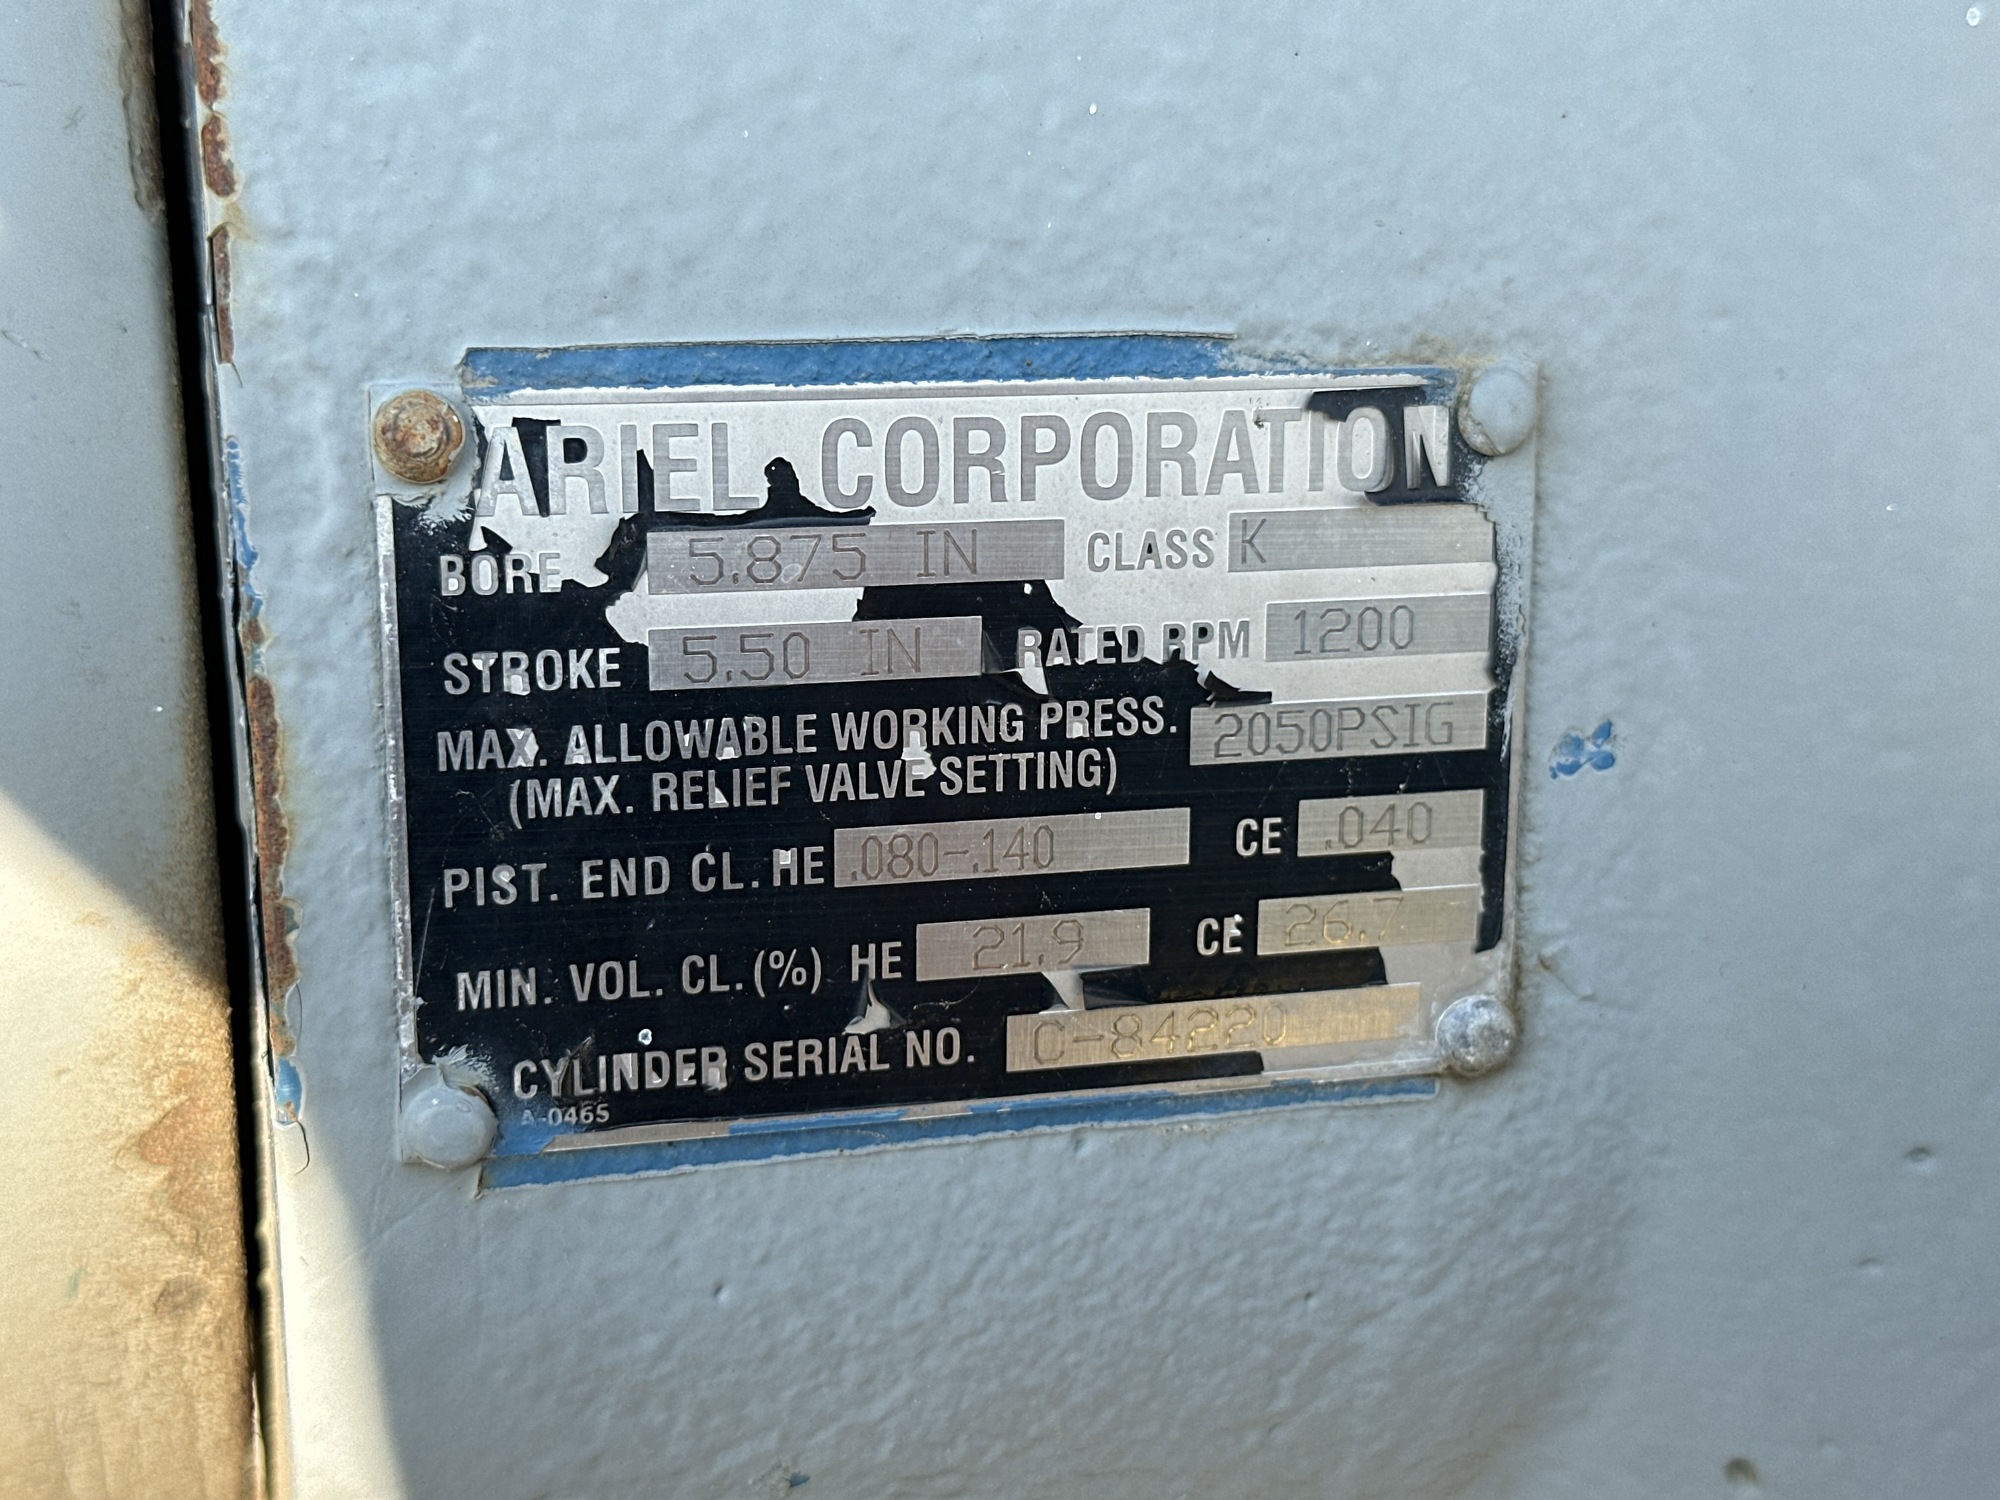 ARIEL CORPORATION
BORE 5.875 IN CLASS K
STROKE 5.50 IN RATED RPM 1200
MAX. ALLOWABLE WORKING PRESS. 2050PSIG
(MAX. RELIEF VALVE SETTING)
PIST. END CL. HE .080-.140 CE .040
MIN. VOL. CL. (%) HE 21.9 CE 26.7
CYLINDER SERIAL NO. C-84220
A-0465